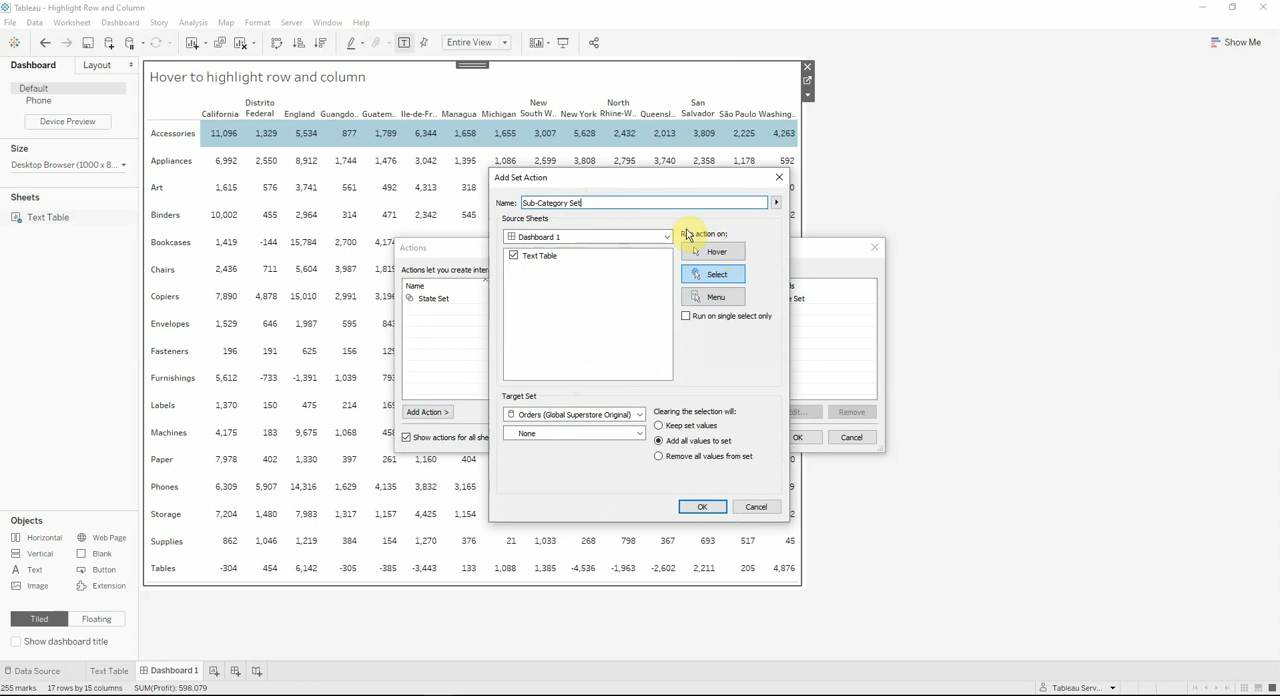 Tableau - Highlight Row and Column
File Data Worksheet Dashboard Story Analysis Map Format Server Window Help
Entire View Show Me
Dashboard Layout
Default
Phone
Device Preview
Size
Desktop Browser (1000 x 8...
Sheets
Text Table
Objects
Horizontal Web Page
Vertical Blank
Text Button
Image Extension
Tiled Floating
Show dashboard title
Hover to highlight row and column
California Distrito Federal England Guangdo.. Guatem.. Ile-de-Fr.. Managua Michigan New South W.. New York North Rhine-W.. Queensl.. San Salvador São Paulo Washing..
Accessories 11,096 1,329 5,534 877 1,789 6,344 1,658 1,655 3,007 5,628 2,432 2,013 3,809 2,225 4,263
Appliances 6,992 2,550 8,912 1,744 1,476 3,042 1,395 1,086 2,599 3,808 2,795 3,740 2,358 1,178 592
Art 1,615 576 3,741 561 492 4,313 318
Binders 10,002 455 2,964 314 471 2,342 545
Bookcases 1,419 -144 15,784 2,700
Chairs 2,436 711 5,604 3,987
Copiers 7,890 4,878 15,010 2,991
Envelopes 1,529 646 1,987 595
Fasteners 196 191 625 156
Furnishings 5,612 -733 -1,391 1,039
Labels 1,370 150 475 214
Machines 4,175 183 9,675 1,068
Paper 7,978 402 1,330 397 261 1,160 404
Phones 6,309 5,907 14,316 1,629 4,135 3,832 3,165
Storage 7,204 1,480 7,983 1,317 1,157 4,425 1,154
Supplies 862 1,046 1,219 384 154 1,270 376 21 1,033 268 798 367 693 517 45
Tables -304 454 6,142 -305 -385 -3,443 133 1,088 1,385 -4,536 -1,963 -2,602 2,211 205 4,876
Actions
Actions let you create inter
Name
State Set
Add Action >
Edit... Remove
Show actions for all she
OK Cancel
Add Set Action
Name: Sub-Category Set
Source Sheets
Dashboard 1
Text Table
action on:
Hover
Select
Menu
Run on single select only
Target Set
Orders (Global Superstore Original)
None
Clearing the selection will:
Keep set values
Add all values to set
Remove all values from set
OK Cancel
Data Source Text Table Dashboard 1
255 marks 17 rows by 15 columns SUM(Profit): 598,079
Tableau Serv...